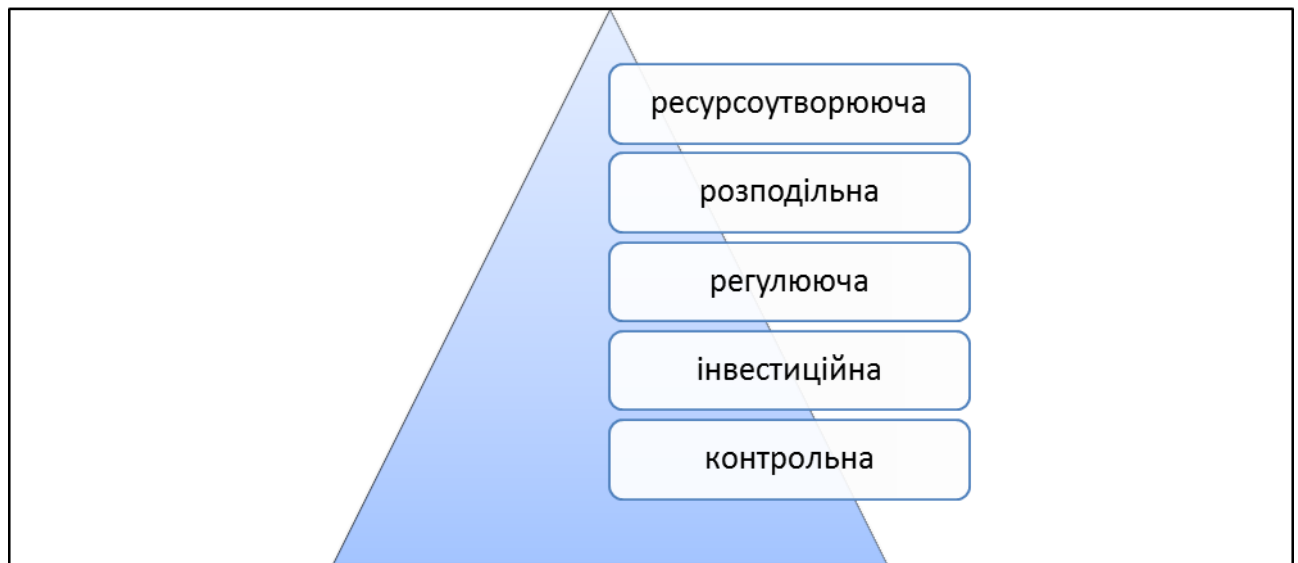 ресурсоутворююча
розподільна
регулююча
інвестиційна
контрольна